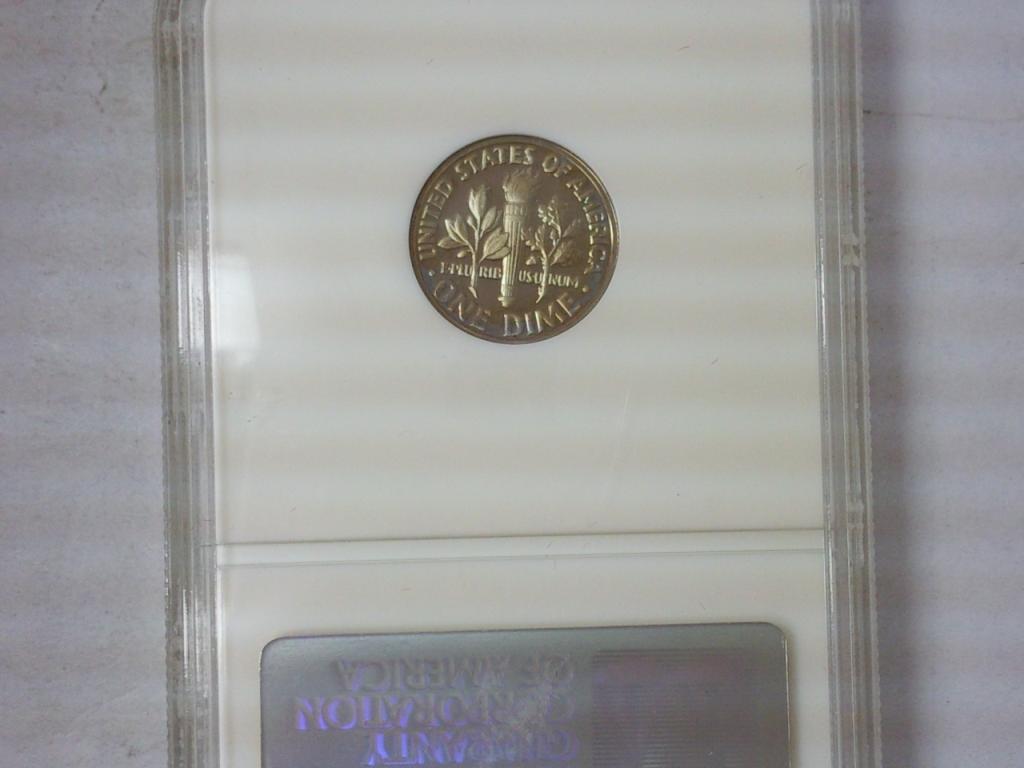 UNITED STATES OF AMERICA
E·PLURIBUS·UNUM
· ONE DIME ·
GUARANTY
CORPORATION
OF AMERICA